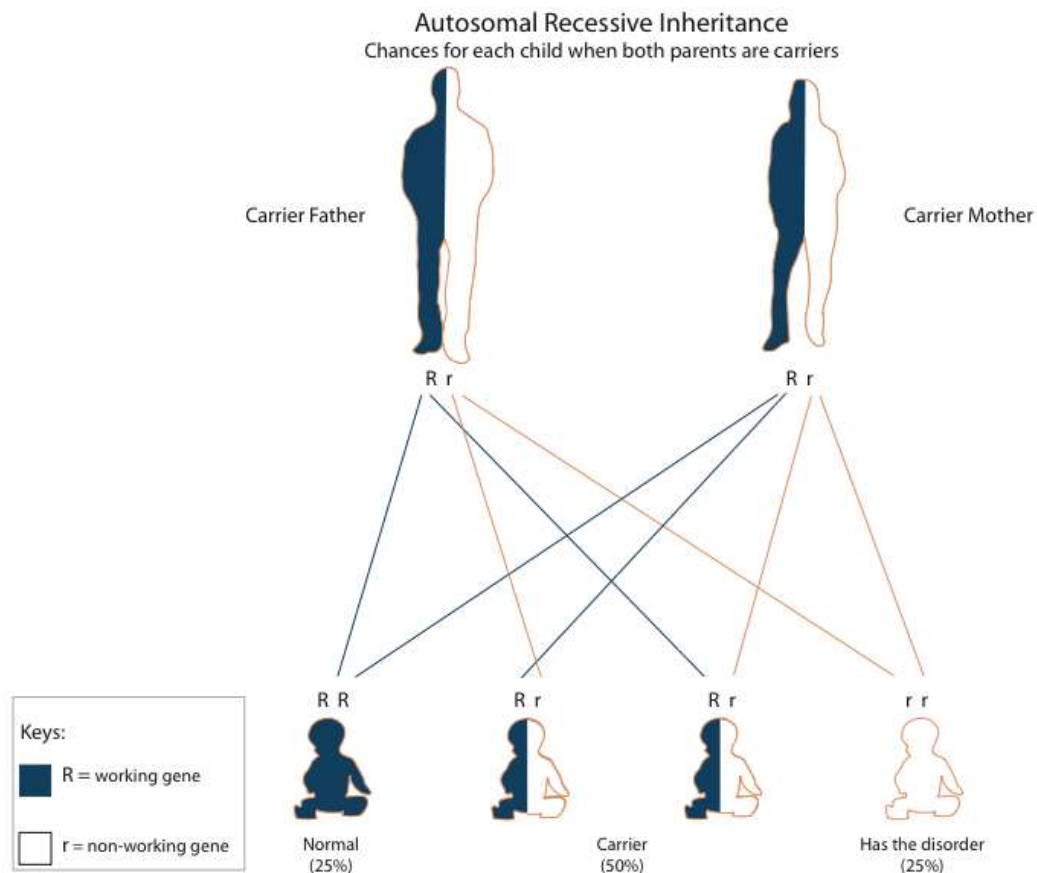 Autosomal Recessive Inheritance
Chances for each child when both parents are carriers
Carrier Father
Carrier Mother
R r
R r
R R
R r
R r
r r
Keys:
R = working gene
r = non-working gene
Normal
(25%)
Carrier
(50%)
Has the disorder
(25%)